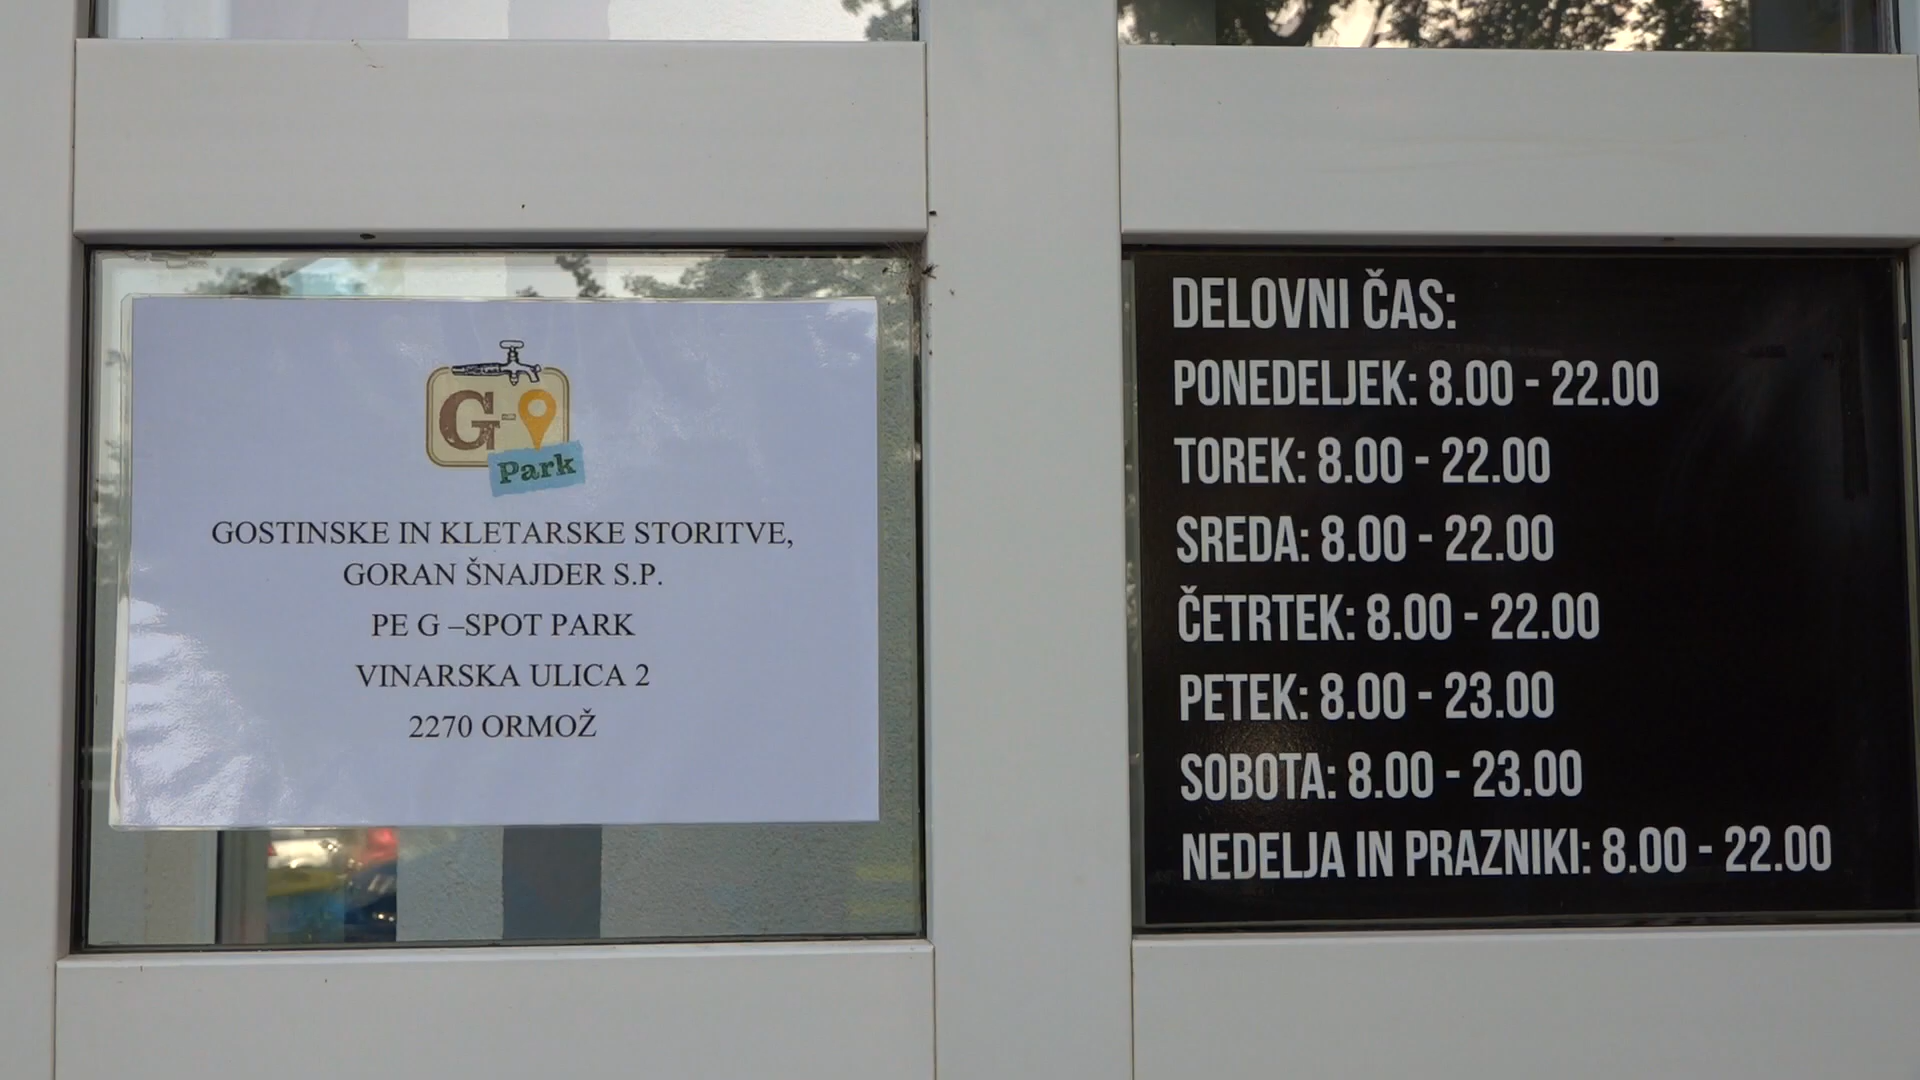 G-
Park
GOSTINSKE IN KLETARSKE STORITVE,
GORAN ŠNAJDER S.P.
PE G –SPOT PARK
VINARSKA ULICA 2
2270 ORMOŽ
DELOVNI ČAS:
PONEDELJEK: 8.00 - 22.00
TOREK: 8.00 - 22.00
SREDA: 8.00 - 22.00
ČETRTEK: 8.00 - 22.00
PETEK: 8.00 - 23.00
SOBOTA: 8.00 - 23.00
NEDELJA IN PRAZNIKI: 8.00 - 22.00